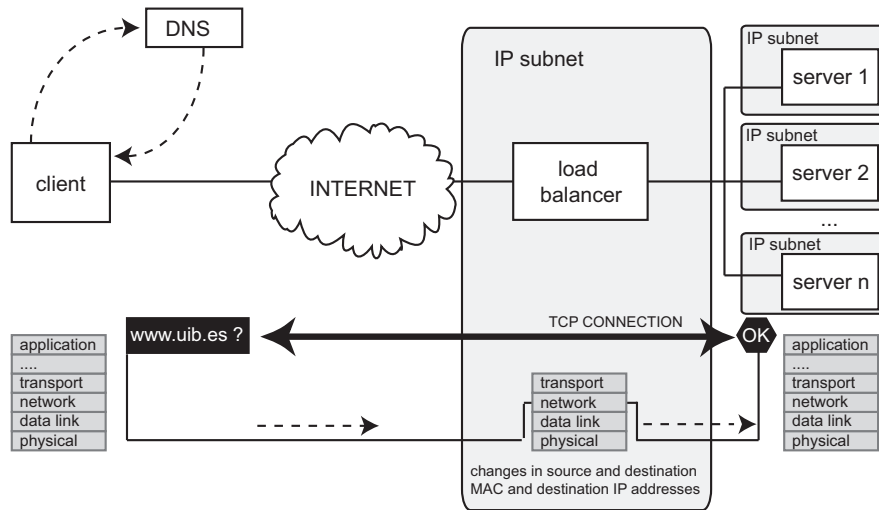 DNS
client
INTERNET
IP subnet
load
balancer
IP subnet
server 1
IP subnet
server 2
...
IP subnet
server n
www.uib.es ?
TCP CONNECTION
OK
application
....
transport
network
data link
physical
transport
network
data link
physical
application
....
transport
network
data link
physical
changes in source and destination
MAC and destination IP addresses